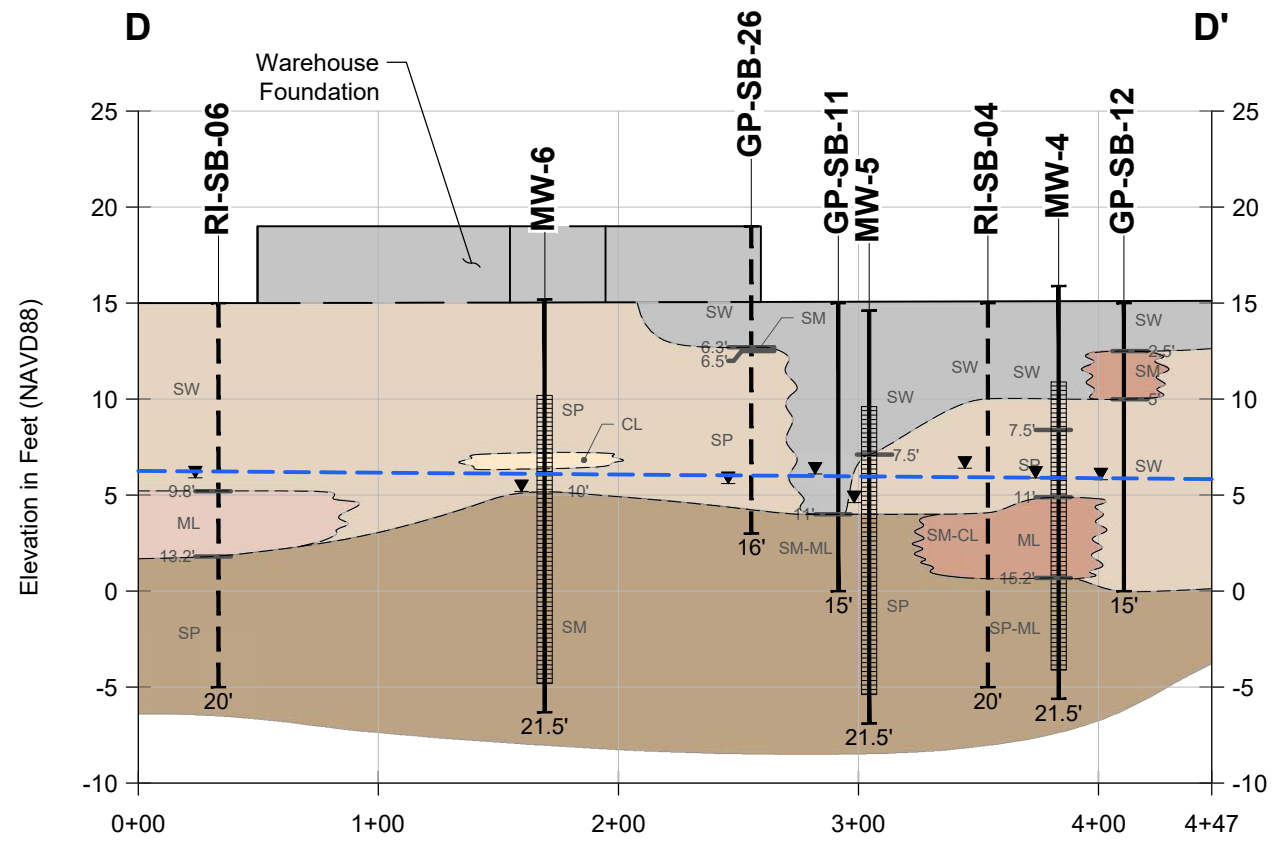 D
D'
Warehouse
Foundation
RI-SB-06
MW-6
GP-SB-26
GP-SB-11
MW-5
RI-SB-04
MW-4
GP-SB-12
Elevation in Feet (NAVD88)
25
20
15
10
5
0
-5
-10
25
20
15
10
5
0
-5
-10
SW
SM
SW
6.3'
6.5'
2.5'
SM
5'
SW
SP
CL
SP
SW
SW
SW
7.5'
7.5'
SP
SW
9.8'
10'
11'
11'
ML
SM-ML
SM-CL
ML
13.2'
15.2'
16'
15'
15'
SP
SM
SP
SP-ML
20'
21.5'
21.5'
20'
21.5'
0+00
1+00
2+00
3+00
4+00
4+47